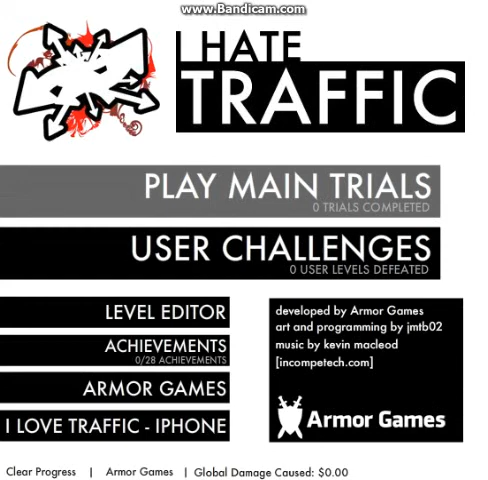 www.Bandicam.com
I HATE
TRAFFIC
PLAY MAIN TRIALS
0 TRIALS COMPLETED
USER CHALLENGES
0 USER LEVELS DEFEATED
LEVEL EDITOR
ACHIEVEMENTS
0/28 ACHIEVEMENTS
ARMOR GAMES
I LOVE TRAFFIC - IPHONE
developed by Armor Games
art and programming by jmtb02
music by kevin macleod
[incompetech.com]
Armor Games
Clear Progress | Armor Games | Global Damage Caused: $0.00